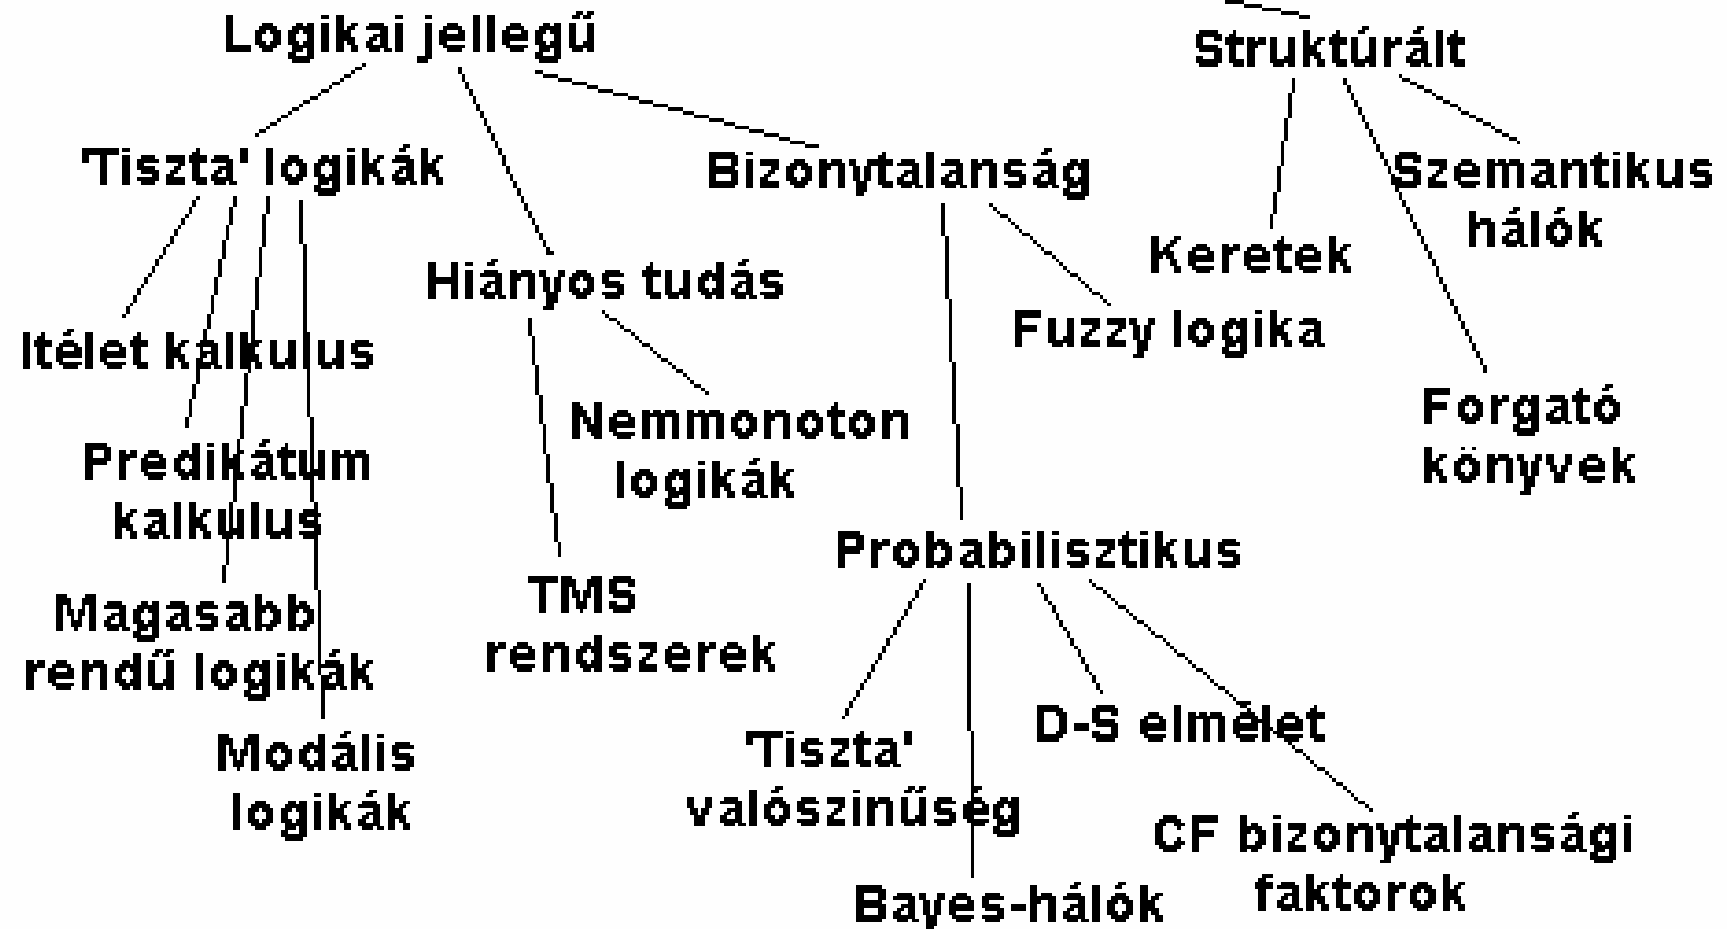 Logikai jellegű
Struktúrált
'Tiszta' logikák
Bizonytalanság
Szemantikus
hálók
Keretek
Hiányos tudás
Fuzzy logika
Itélet kalkulus
Nemmonoton
logikák
Forgató
könyvek
Predikátum
kalkulus
Probabilisztikus
TMS
rendszerek
Magasabb
rendű logikák
Modális
logikák
'Tiszta'
valószinűség
D-S elmélet
CF bizonytalansági
faktorok
Bayes-hálók